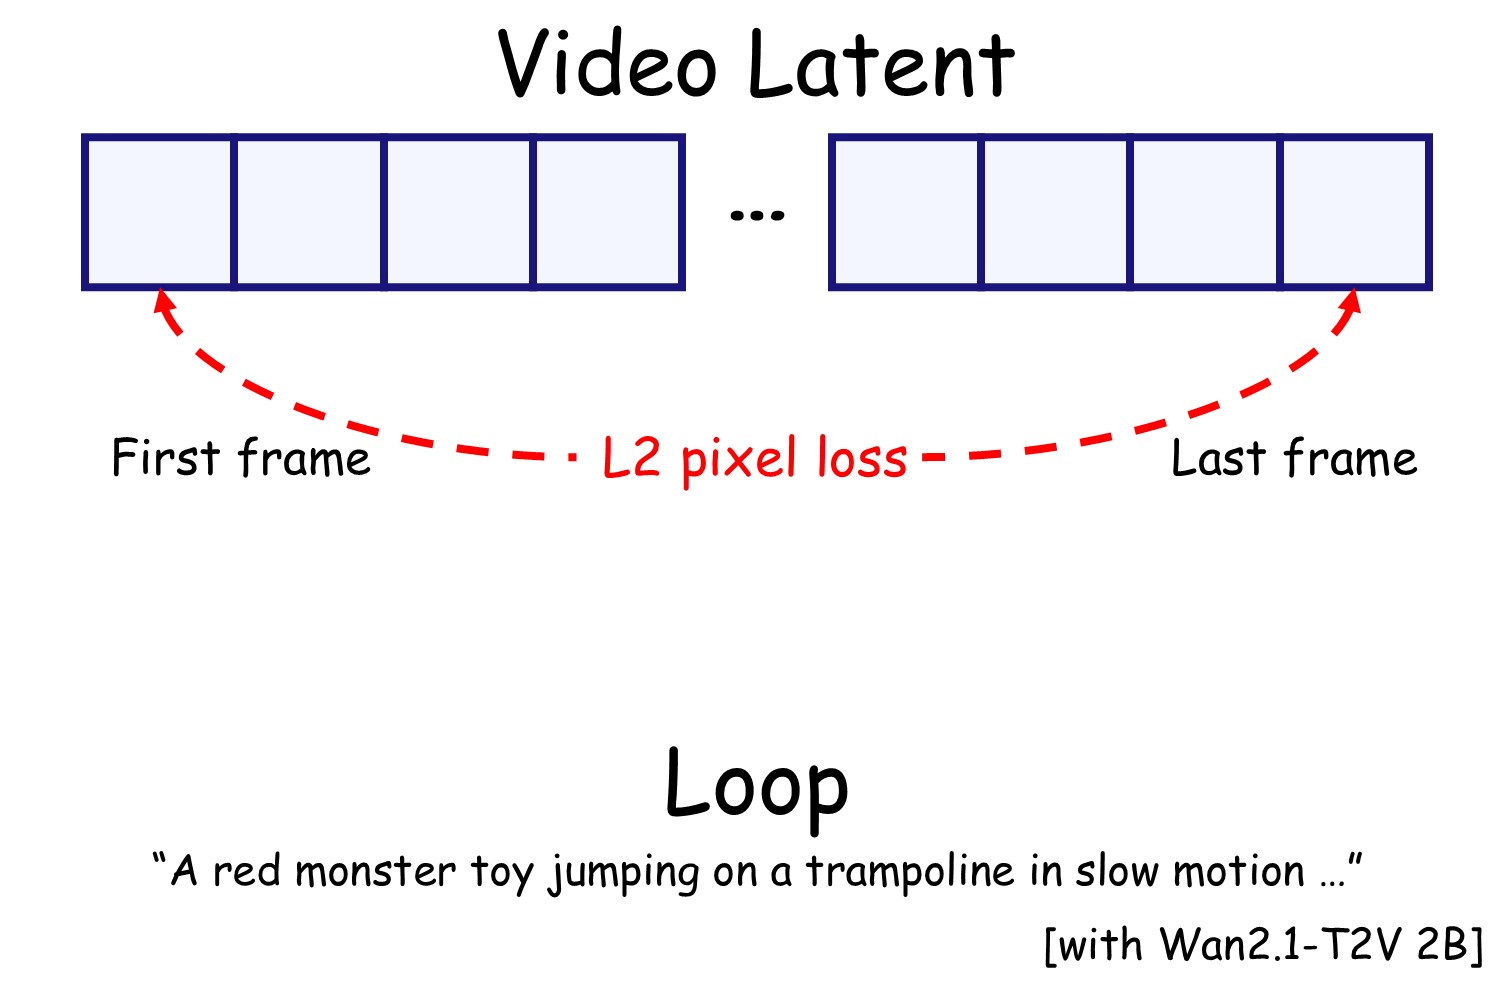 Video Latent
...
First frame
L2 pixel loss
Last frame
Loop
“A red monster toy jumping on a trampoline in slow motion ...”
[with Wan2.1-T2V 2B]